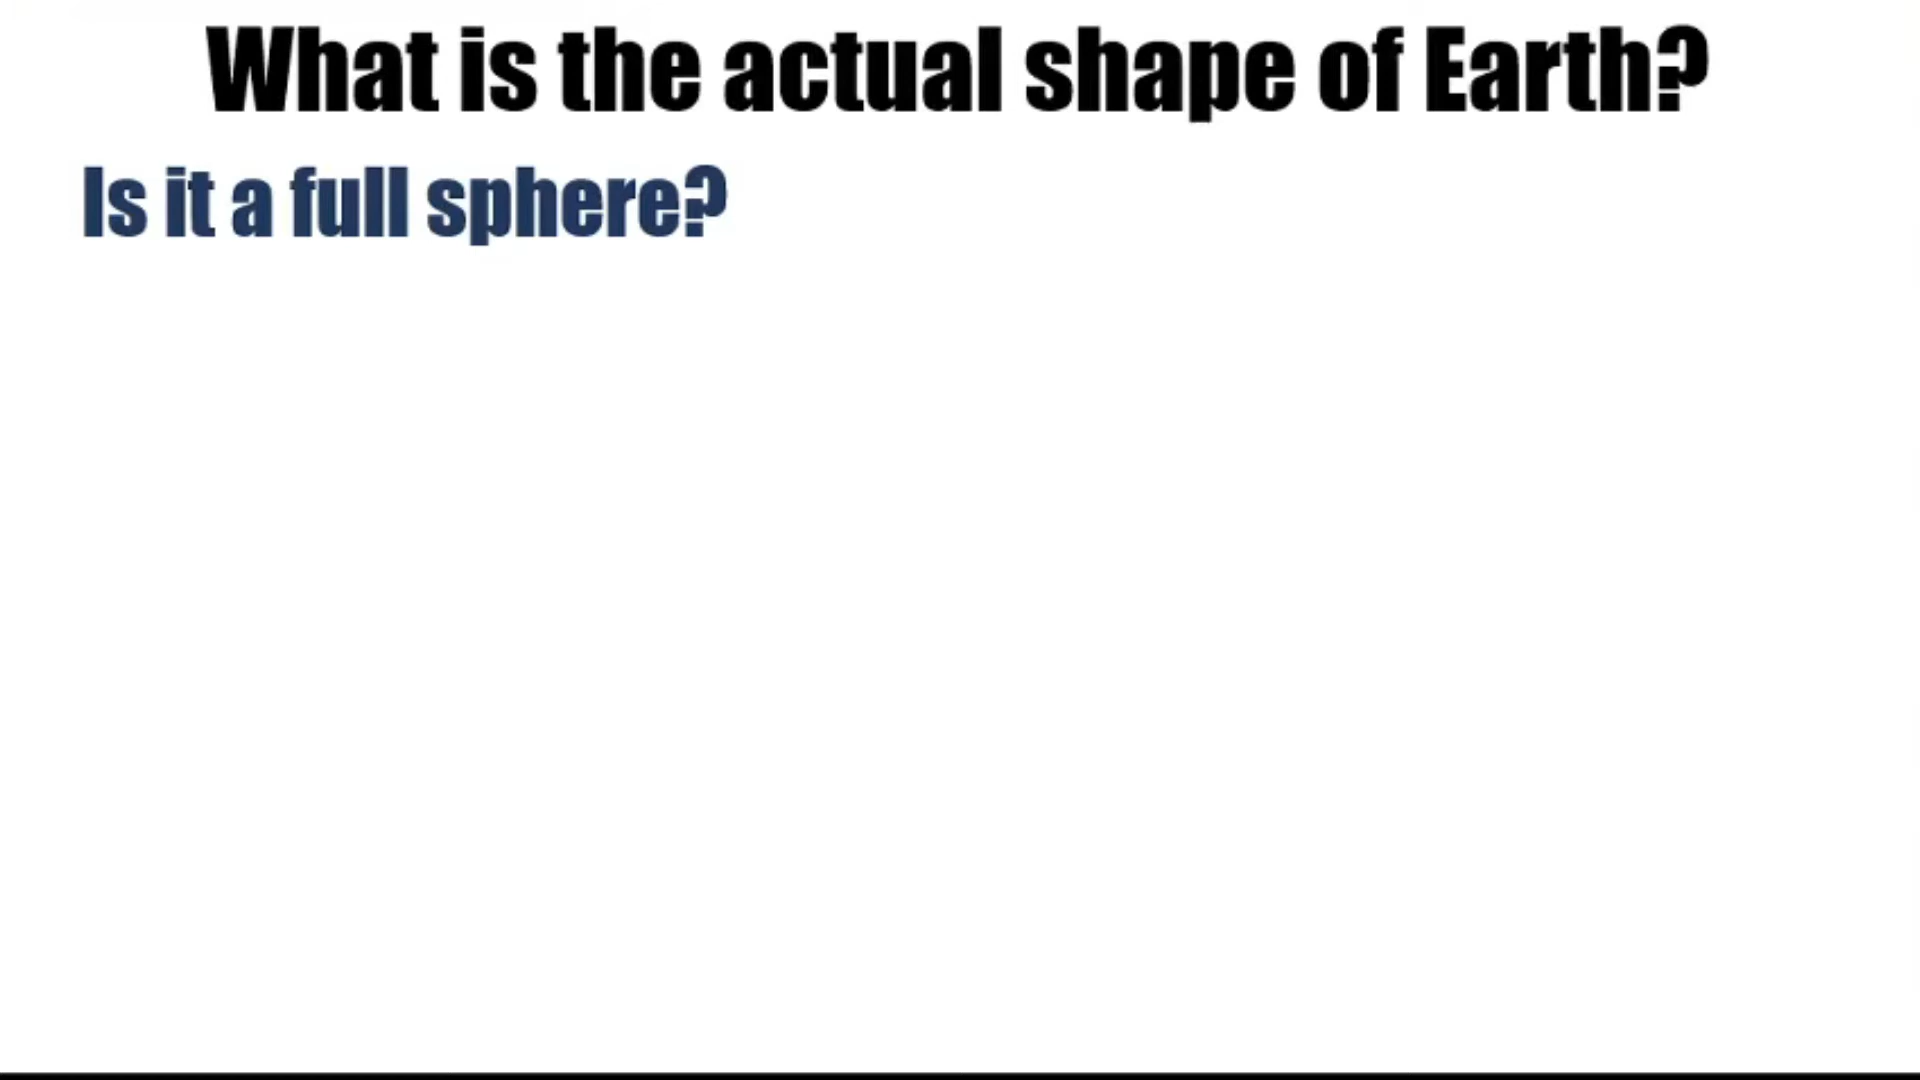 What is the actual shape of Earth?
Is it a full sphere?